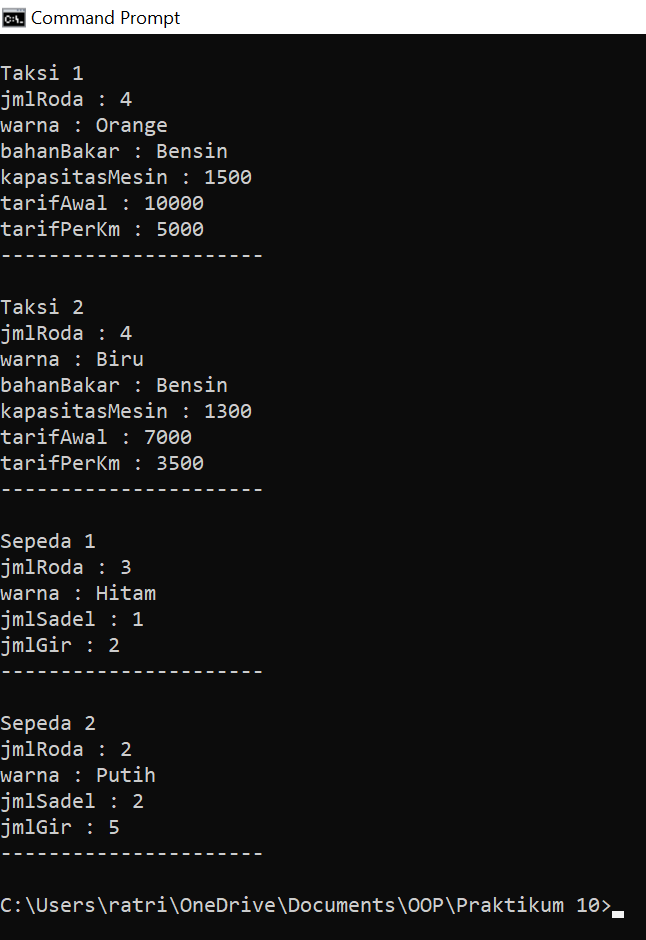 Command Prompt
Taksi 1
jmlRoda : 4
warna : Orange
bahanBakar : Bensin
kapasitasMesin : 1500
tarifAwal : 10000
tarifPerKm : 5000
----------------------
Taksi 2
jmlRoda : 4
warna : Biru
bahanBakar : Bensin
kapasitasMesin : 1300
tarifAwal : 7000
tarifPerKm : 3500
----------------------
Sepeda 1
jmlRoda : 3
warna : Hitam
jmlSadel : 1
jmlGir : 2
----------------------
Sepeda 2
jmlRoda : 2
warna : Putih
jmlSadel : 2
jmlGir : 5
----------------------
C:\Users\ratri\OneDrive\Documents\OOP\Praktikum 10>